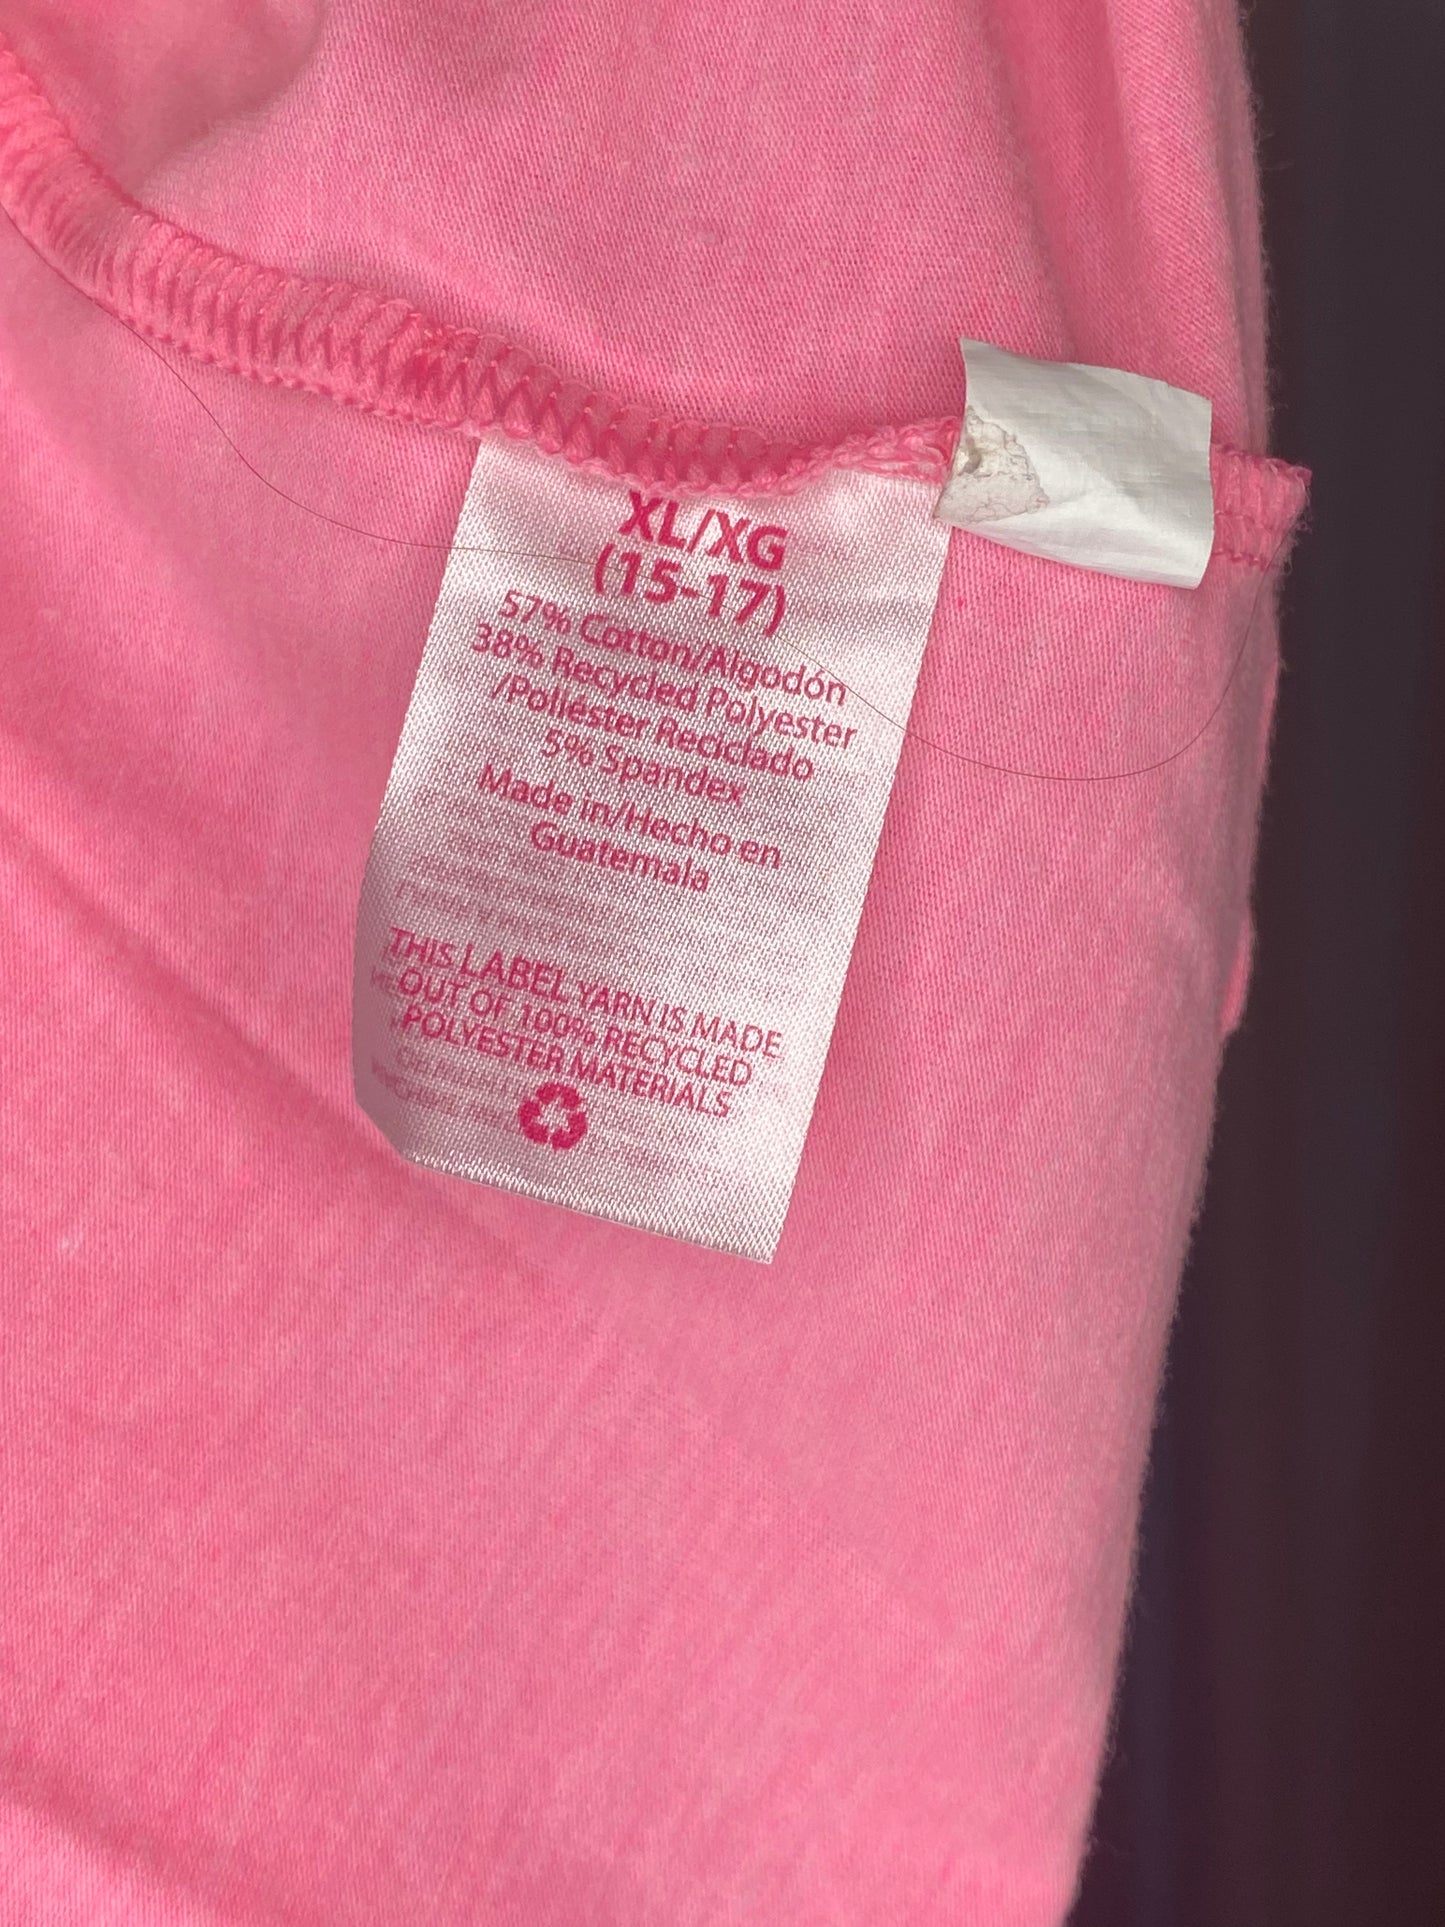 XL/XG
(15-17)
57% Cotton/Algodón
38% Recycled Polyester
/Poliéster Reciclado
5% Spandex
Made in/Hecho en
Guatemala
THIS LABEL YARN IS MADE
OUT OF 100% RECYCLED
POLYESTER MATERIALS